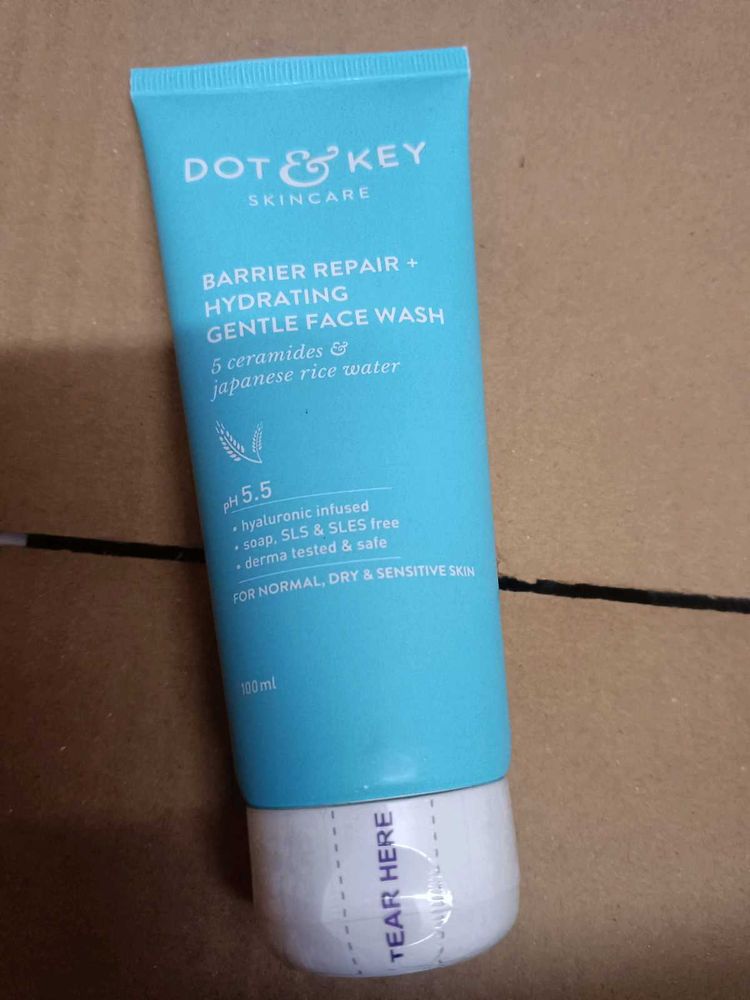 DOT & KEY
SKINCARE
BARRIER REPAIR +
HYDRATING
GENTLE FACE WASH
5 ceramides &
japanese rice water
pH 5.5
• hyaluronic infused
• soap, SLS & SLES free
• derma tested & safe
FOR NORMAL, DRY & SENSITIVE SKIN
100ml
TEAR HERE